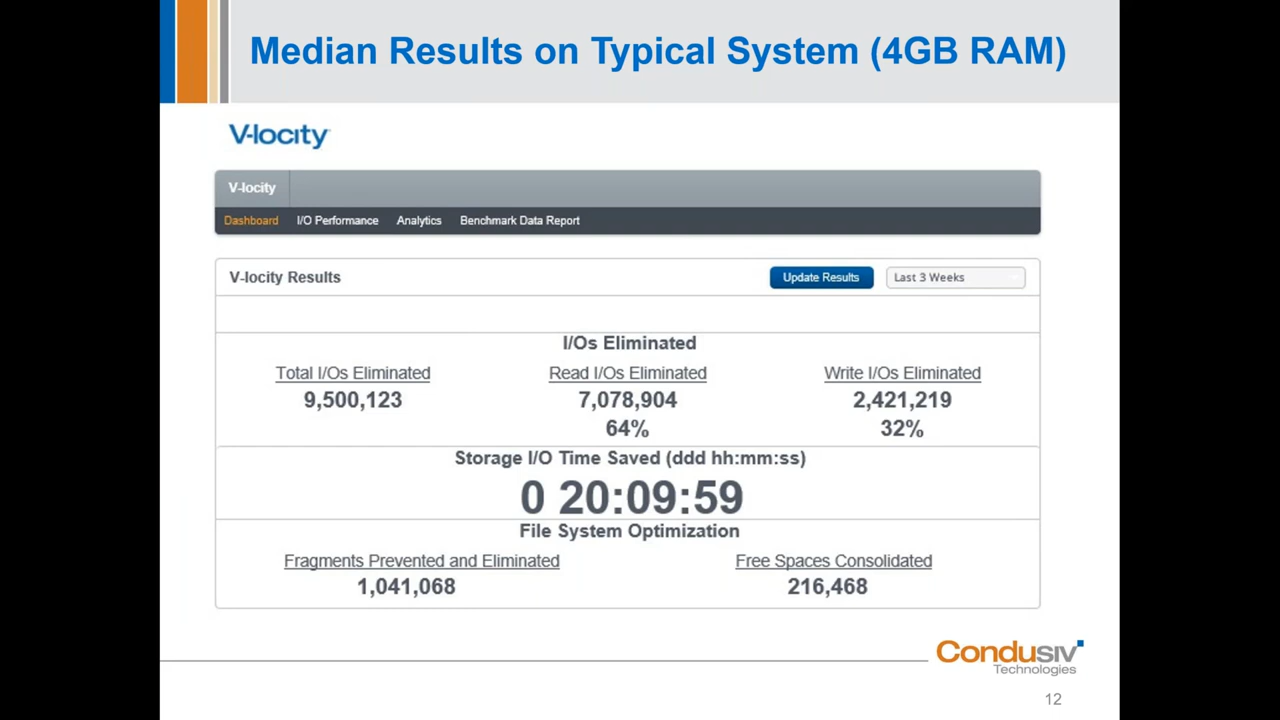 Median Results on Typical System (4GB RAM)
V-locity
V-locity
Dashboard I/O Performance Analytics Benchmark Data Report
V-locity Results Update Results Last 3 Weeks
I/Os Eliminated
Total I/Os Eliminated Read I/Os Eliminated Write I/Os Eliminated
9,500,123 7,078,904 2,421,219
64% 32%
Storage I/O Time Saved (ddd hh:mm:ss)
0 20:09:59
File System Optimization
Fragments Prevented and Eliminated Free Spaces Consolidated
1,041,068 216,468
Condusiv
Technologies
12